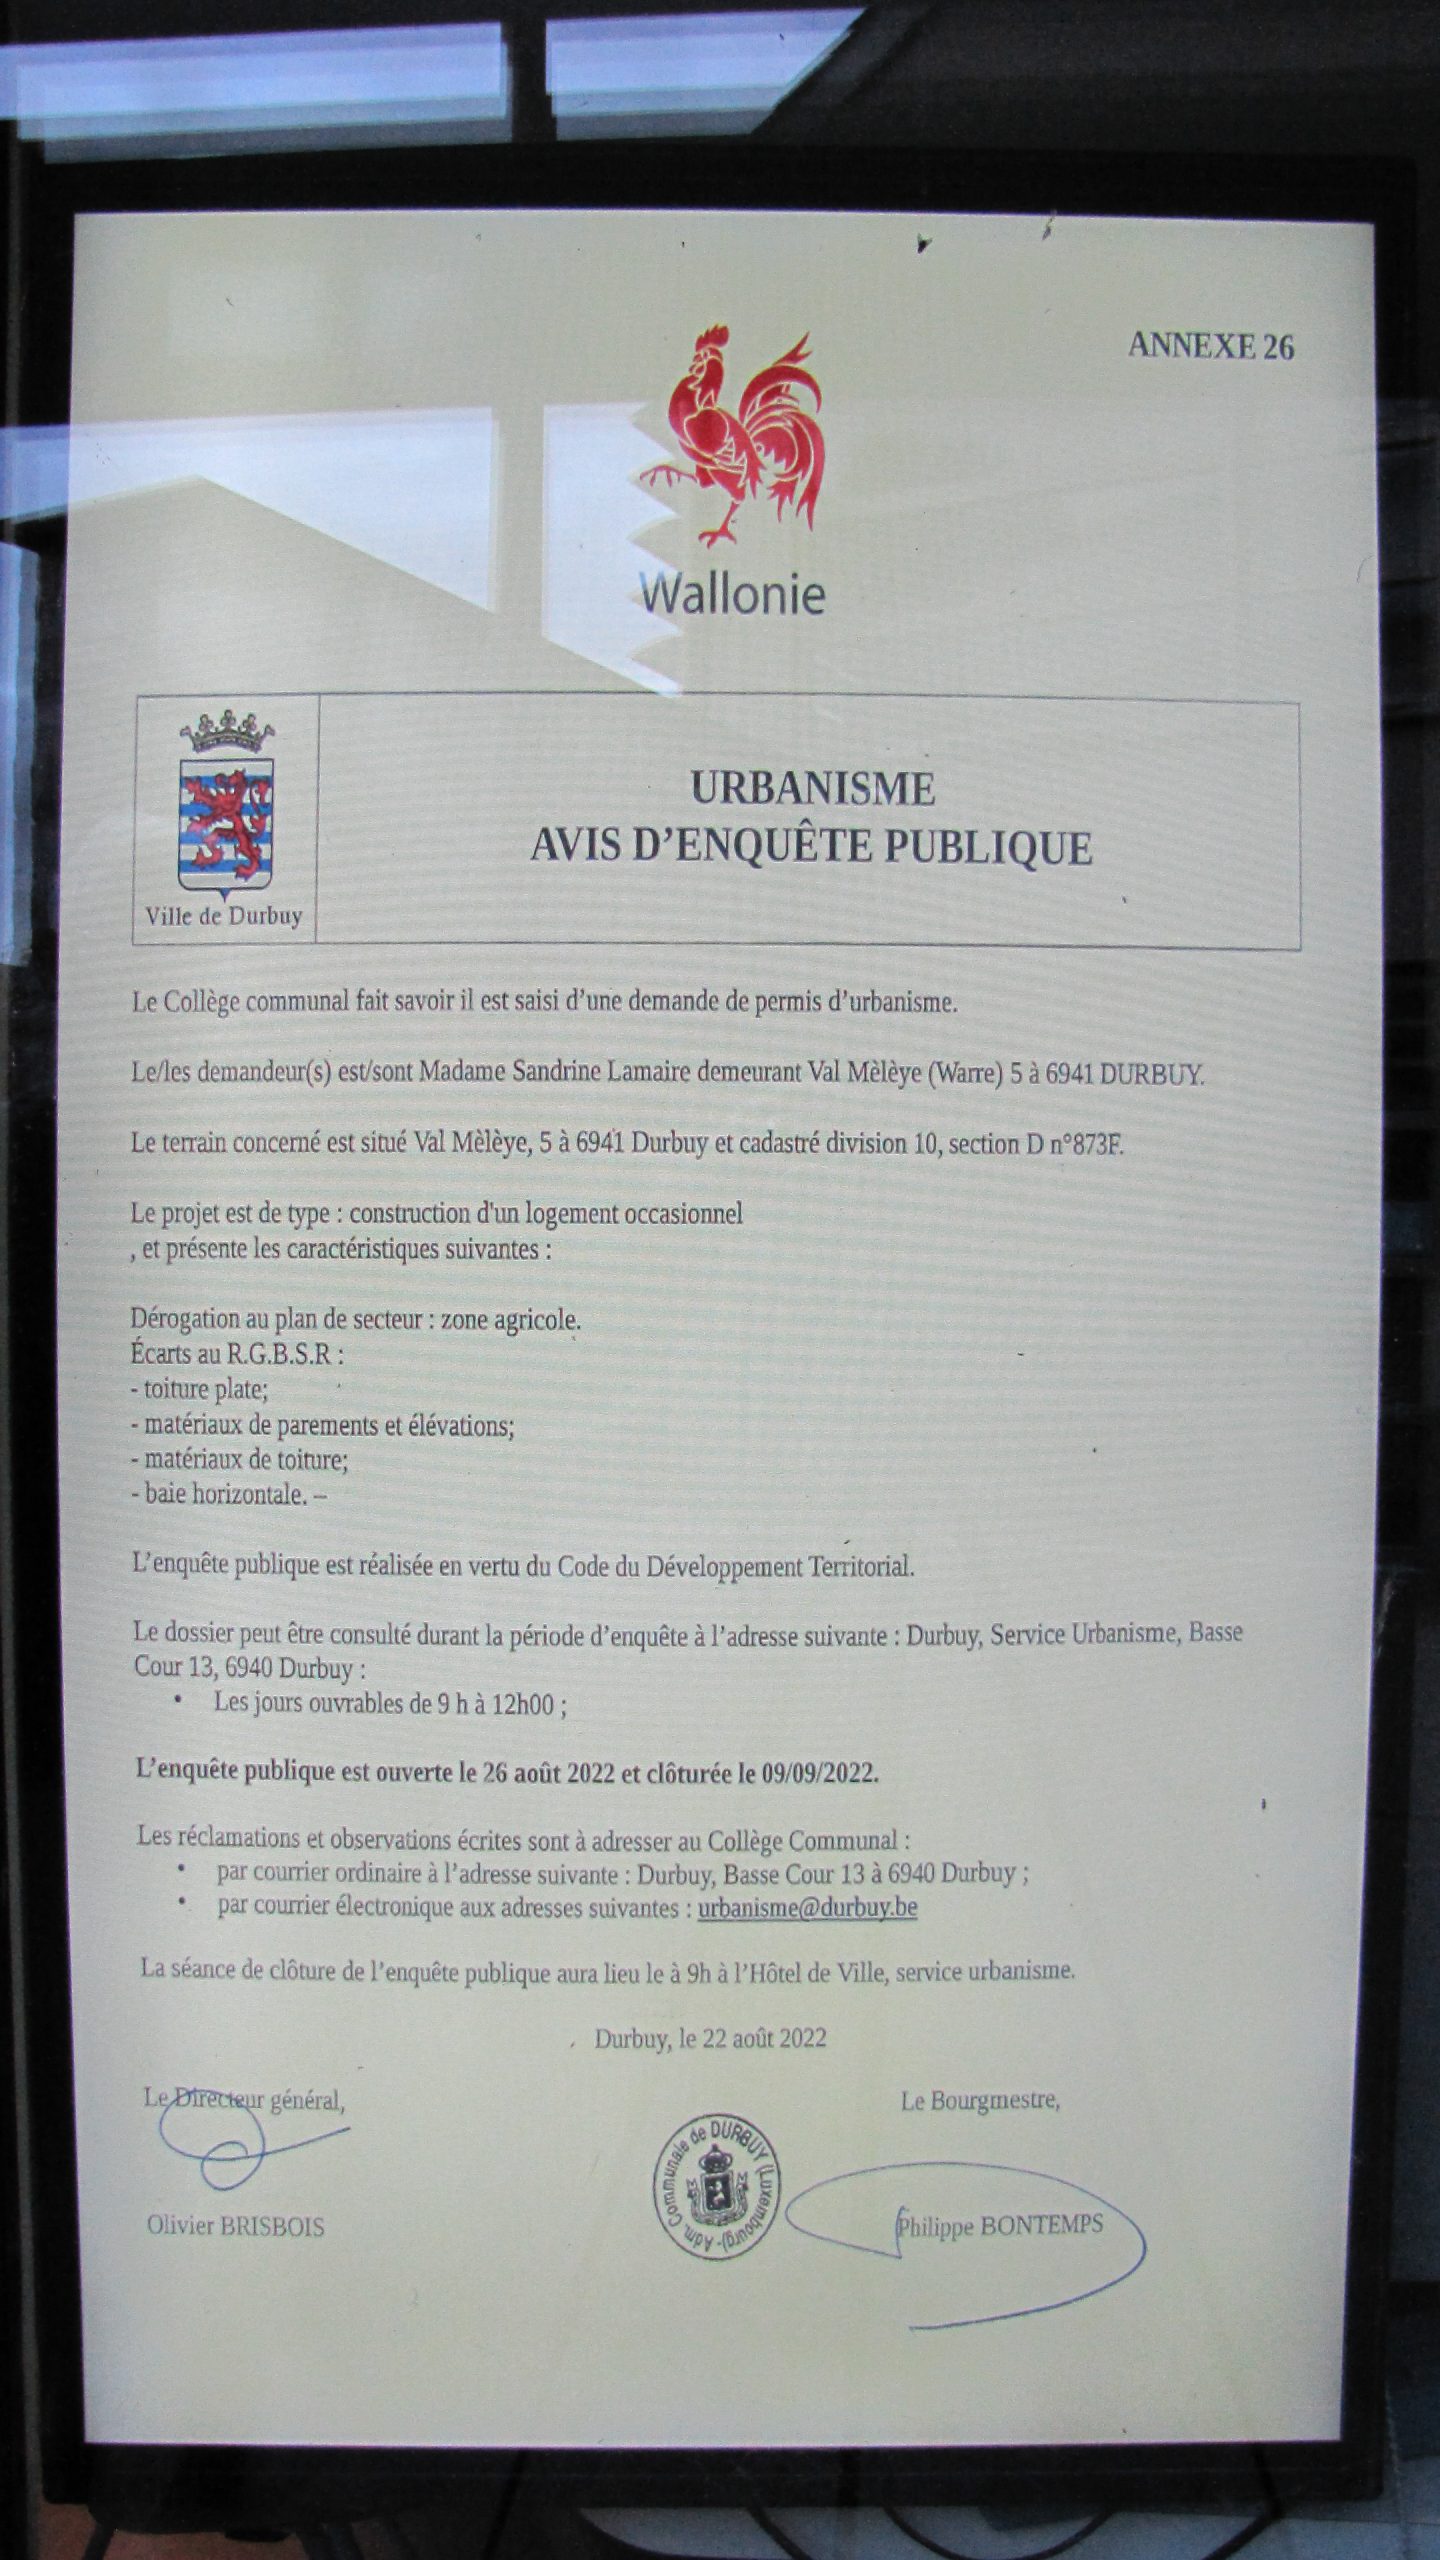 ANNEXE 26
Wallonie
URBANISME
AVIS D'ENQUÊTE PUBLIQUE
Ville de Durbuy
Le Collège communal fait savoir il est saisi d'une demande de permis d'urbanisme.
Le/les demandeur(s) est/sont Madame Sandrine Lamaire demeurant Val Mèlèye (Warre) 5 à 6941 DURBUY.
Le terrain concerné est situé Val Mèlèye, 5 à 6941 Durbuy et cadastré division 10, section D n°873F.
Le projet est de type : construction d'un logement occasionnel
, et présente les caractéristiques suivantes :
Dérogation au plan de secteur : zone agricole.
Écarts au R.G.B.S.R :
- toiture plate;
- matériaux de parements et élévations;
- matériaux de toiture;
- baie horizontale. –
L'enquête publique est réalisée en vertu du Code du Développement Territorial.
Le dossier peut être consulté durant la période d'enquête à l'adresse suivante : Durbuy, Service Urbanisme, Basse
Cour 13, 6940 Durbuy :
• Les jours ouvrables de 9 h à 12h00 ;
L'enquête publique est ouverte le 26 août 2022 et clôturée le 09/09/2022.
Les réclamations et observations écrites sont à adresser au Collège Communal :
• par courrier ordinaire à l'adresse suivante : Durbuy, Basse Cour 13 à 6940 Durbuy ;
• par courrier électronique aux adresses suivantes : urbanisme@durbuy.be
La séance de clôture de l'enquête publique aura lieu le à 9h à l'Hôtel de Ville, service urbanisme.
Durbuy, le 22 août 2022
Le Directeur général,
Le Bourgmestre,
Adm. Communale de DURBUY (Luxembourg)-
Olivier BRISBOIS
Philippe BONTEMPS